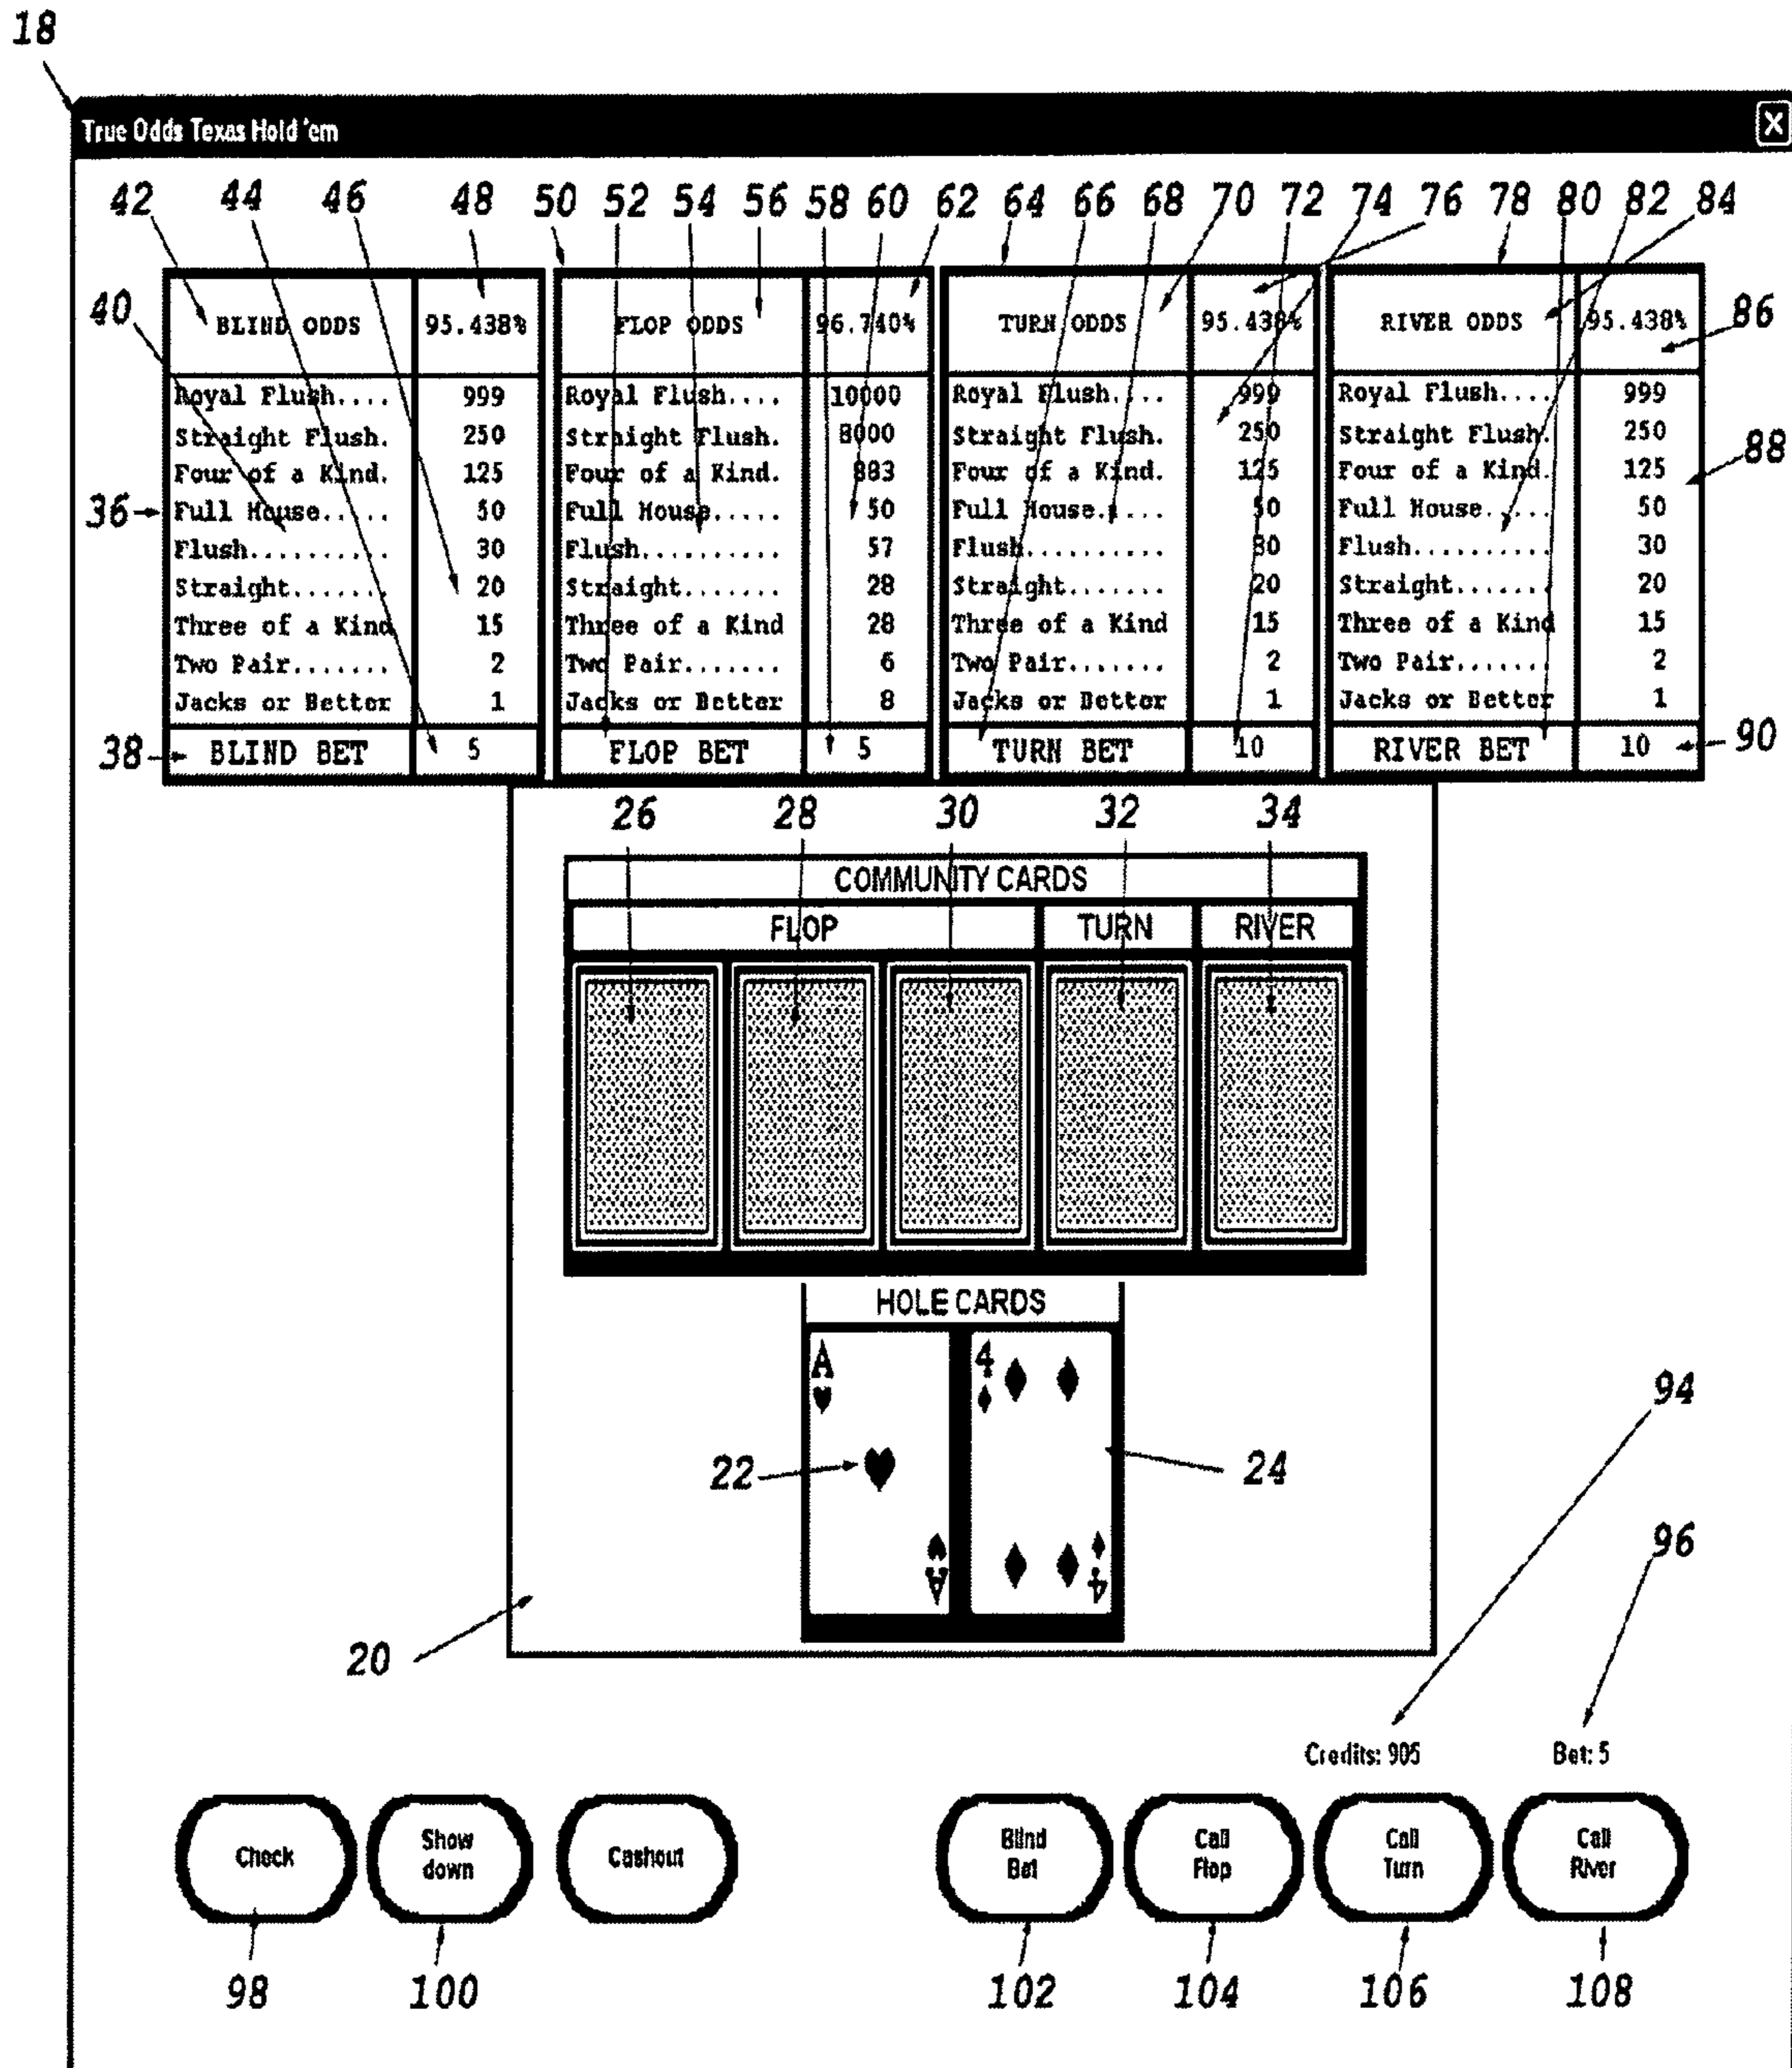 18
True Odds Texas Hold 'em X
42 44 46 48 50 52 54 56 58 60 62 64 66 68 70 72 74 76 78 80 82 84
40 BLIND ODDS 95.438% FLOP ODDS 96.740% TURN ODDS 95.438% RIVER ODDS 95.438% 86
Royal Flush.... 999 Royal Flush.... 10000 Royal Flush.... 999 Royal Flush.... 999
Straight Flush. 250 Straight Flush. 8000 Straight Flush. 250 Straight Flush. 250
Four of a Kind. 125 Four of a Kind. 883 Four of a Kind. 125 Four of a Kind. 125 88
36 Full House..... 50 Full House..... 50 Full House..... 50 Full House..... 50
Flush.......... 30 Flush.......... 57 Flush.......... 30 Flush.......... 30
Straight....... 20 Straight....... 28 Straight....... 20 Straight....... 20
Three of a Kind 15 Three of a Kind 28 Three of a Kind 15 Three of a Kind 15
Two Pair....... 2 Two Pair....... 6 Two Pair....... 2 Two Pair....... 2
Jacks or Better 1 Jacks or Better 8 Jacks or Better 1 Jacks or Better 1
38 BLIND BET 5 FLOP BET 5 TURN BET 10 RIVER BET 10 90
26 28 30 32 34
COMMUNITY CARDS
FLOP TURN RIVER
HOLE CARDS
A 4
22 24
A 4
94
96
20
Credits: 905 Bet: 5
Check Show down Cashout Blind Bet Call Flop Call Turn Call River
98 100 102 104 106 108